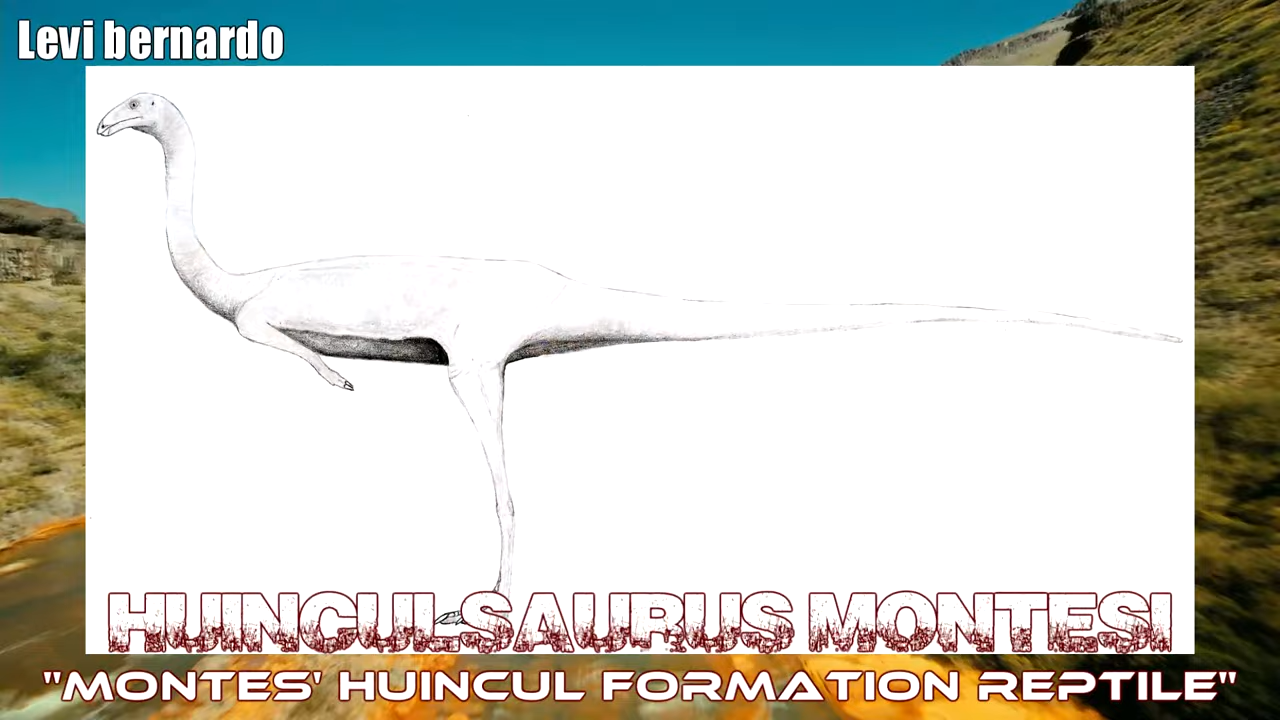 Levi bernardo
HUINCULSAURUS MONTESI
"MONTES' HUINCUL FORMATION REPTILE"